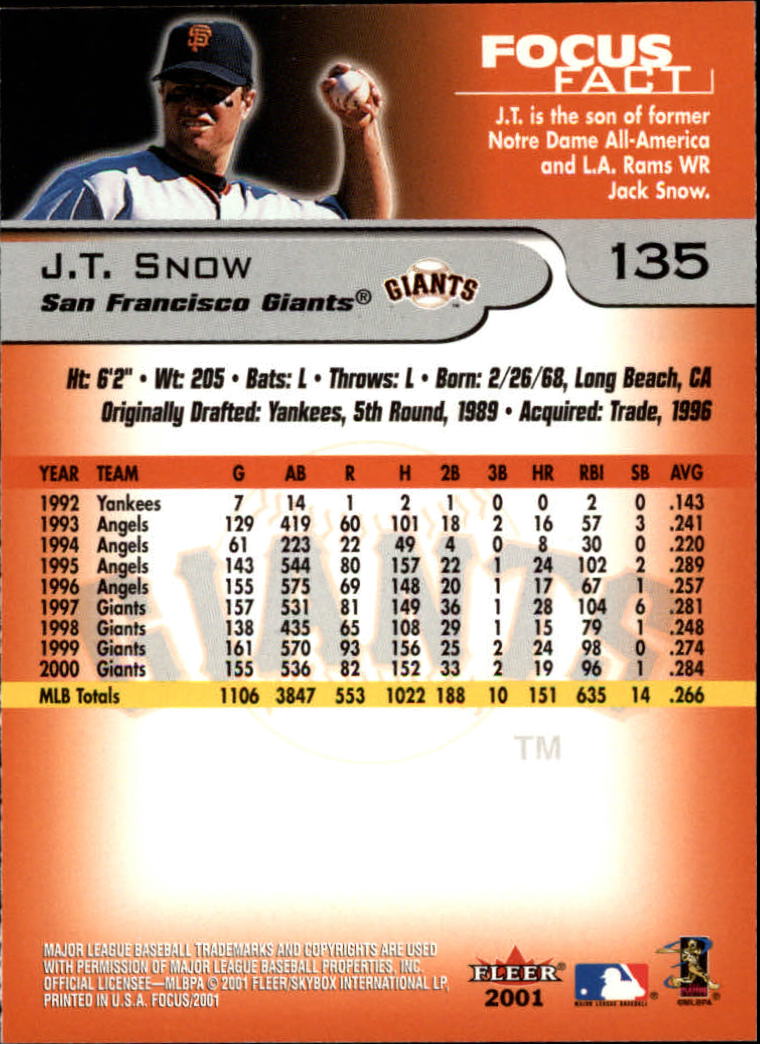 FOCUS
FACT
J.T. is the son of former
Notre Dame All-America
and L.A. Rams WR
Jack Snow.
J.T. SNOW
135
San Francisco Giants®
GIANTS
Ht: 6'2" • Wt: 205 • Bats: L • Throws: L • Born: 2/26/68, Long Beach, CA
Originally Drafted: Yankees, 5th Round, 1989 • Acquired: Trade, 1996
YEAR TEAM G AB R H 2B 3B HR RBI SB AVG
1992 Yankees 7 14 1 2 1 0 0 2 0 .143
1993 Angels 129 419 60 101 18 2 16 57 3 .241
1994 Angels 61 223 22 49 4 0 8 30 0 .220
1995 Angels 143 544 80 157 22 1 24 102 2 .289
1996 Angels 155 575 69 148 20 1 17 67 1 .257
1997 Giants 157 531 81 149 36 1 28 104 6 .281
1998 Giants 138 435 65 108 29 1 15 79 1 .248
1999 Giants 161 570 93 156 25 2 24 98 0 .274
2000 Giants 155 536 82 152 33 2 19 96 1 .284
MLB Totals 1106 3847 553 1022 188 10 151 635 14 .266
GIANTS
TM
MAJOR LEAGUE BASEBALL TRADEMARKS AND COPYRIGHTS ARE USED
WITH PERMISSION OF MAJOR LEAGUE BASEBALL PROPERTIES, INC.
OFFICIAL LICENSEE—MLBPA © 2001 FLEER/SKYBOX INTERNATIONAL LP,
PRINTED IN U.S.A. FOCUS/2001
FLEER®
2001
MAJOR LEAGUE BASEBALL®
PLAYERS
©MLBPA™